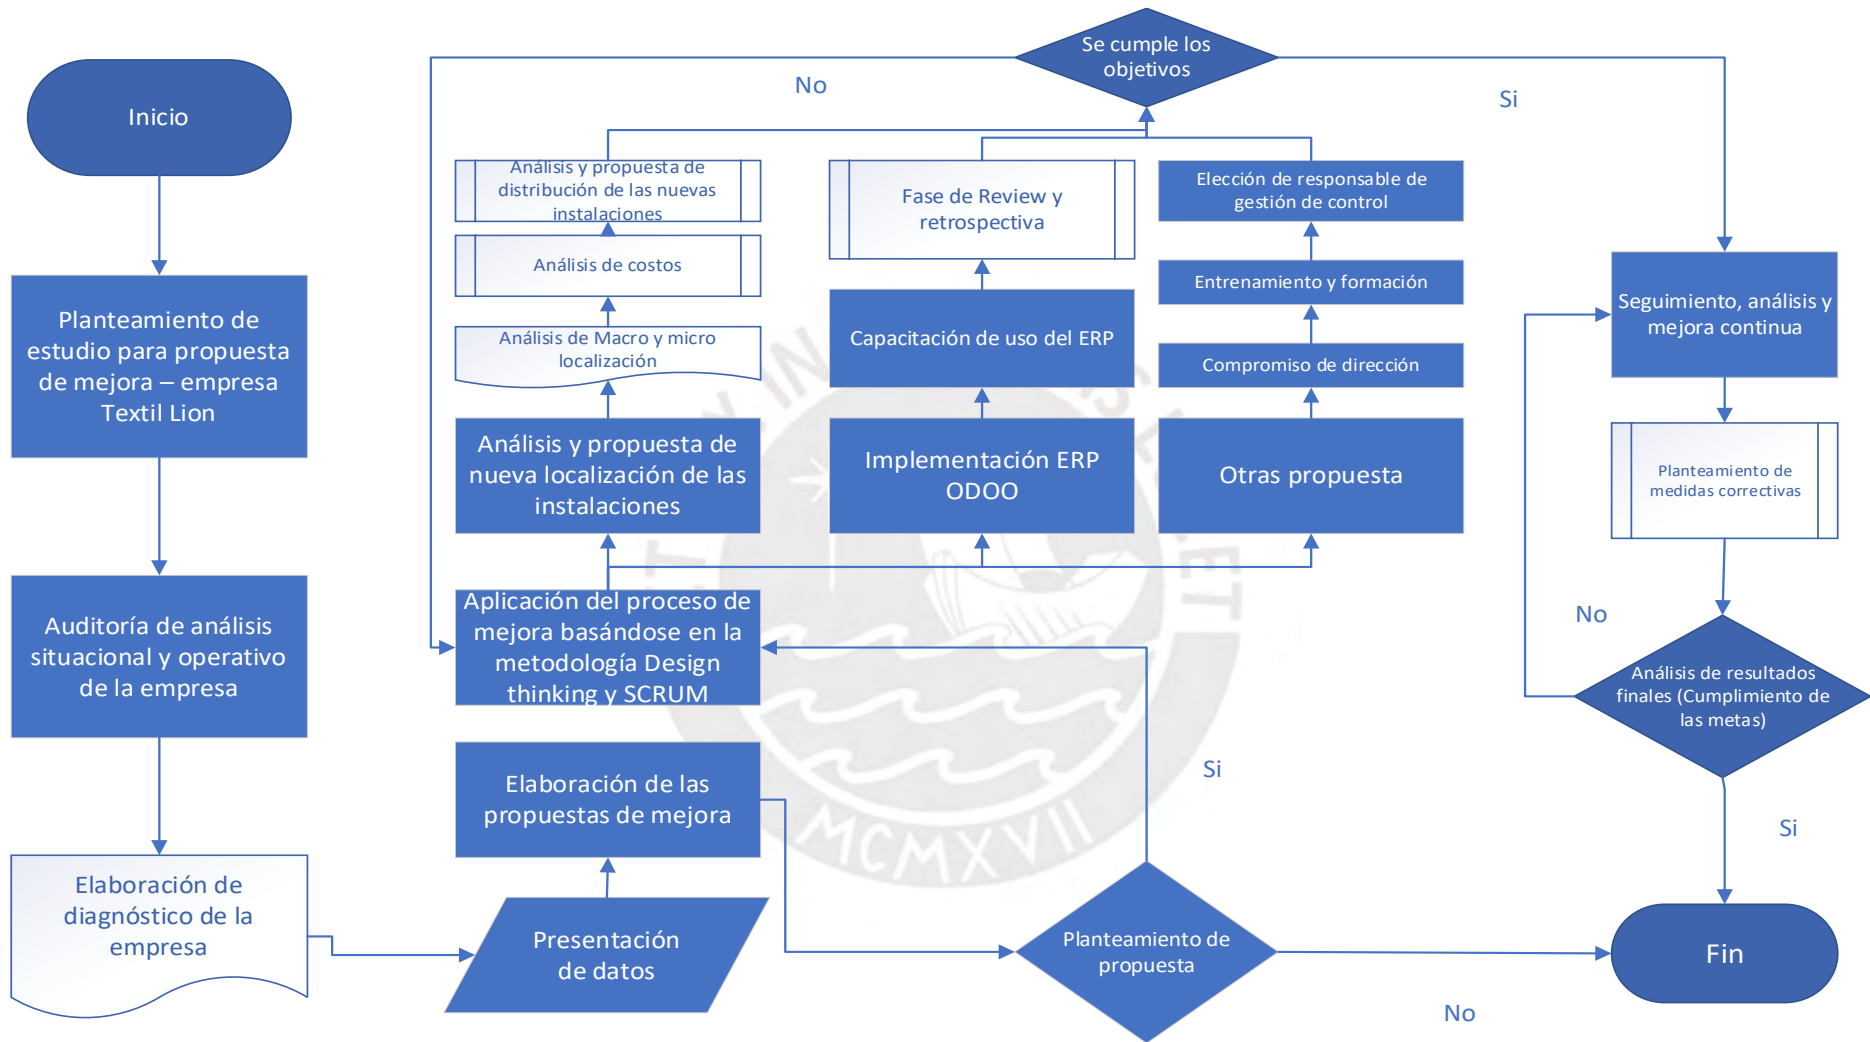 Inicio
Planteamiento de
estudio para propuesta
de mejora – empresa
Textil Lion
Auditoría de análisis
situacional y operativo
de la empresa
Elaboración de
diagnóstico de la
empresa
Presentación
de datos
Elaboración de las
propuestas de mejora
Planteamiento de
propuesta
Si
No
Aplicación del proceso de
mejora basándose en la
metodología Design
thinking y SCRUM
Análisis y propuesta de
nueva localización de las
instalaciones
Análisis de Macro y micro
localización
Análisis de costos
Análisis y propuesta de
distribución de las nuevas
instalaciones
Implementación ERP
ODOO
Capacitación de uso del ERP
Fase de Review y
retrospectiva
Otras propuesta
Compromiso de dirección
Entrenamiento y formación
Elección de responsable de
gestión de control
Se cumple los
objetivos
No
Si
Seguimiento, análisis y
mejora continua
Planteamiento de
medidas correctivas
Análisis de resultados
finales (Cumplimiento de
las metas)
No
Si
Fin
MCMXVII